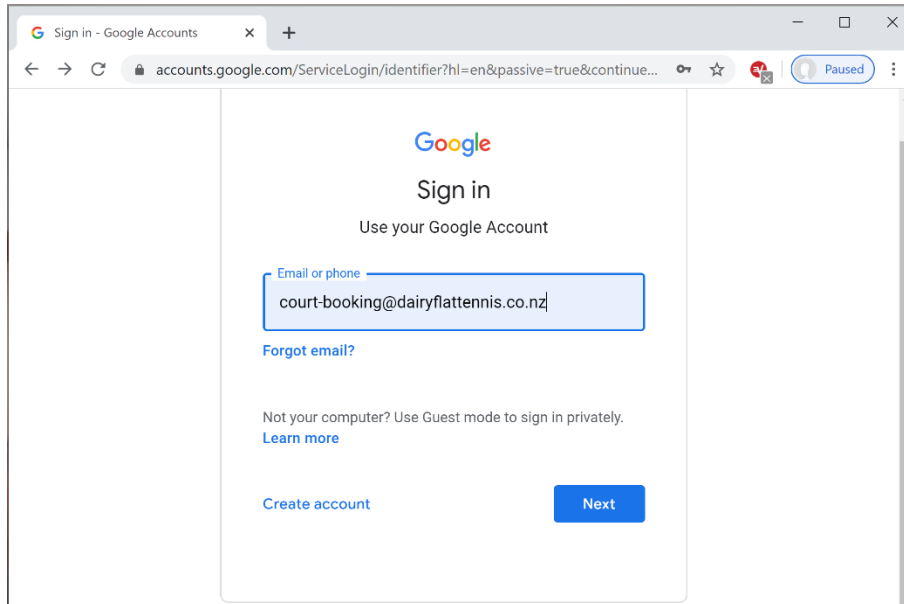 Sign in - Google Accounts
accounts.google.com/ServiceLogin/identifier?hl=en&passive=true&continue...
Paused
Google
Sign in
Use your Google Account
Email or phone
court-booking@dairyflattennis.co.nz
Forgot email?
Not your computer? Use Guest mode to sign in privately.
Learn more
Create account
Next